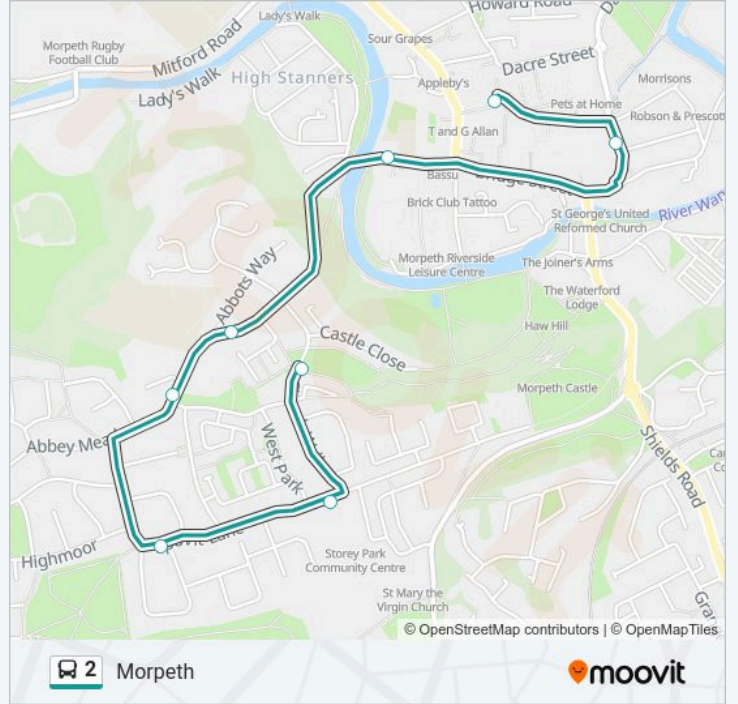 Howard Road
Lady's Walk
Sour Grapes
Morpeth Rugby
Football Club
Mitford Road
Dacre Street
Lady's Walk
High Stanners
Appleby's
Morrisons
Pets at Home
Robson & Prescott
T and G Allan
Bassu
Bridge Street
Brick Club Tattoo
St George's United
Reformed Church
River Wan
Morpeth Riverside
Leisure Centre
The Joiner's Arms
Abbots Way
The Waterford
Lodge
Haw Hill
Castle Close
Morpeth Castle
Abbey Mea
West Park
Shields Road
Highmoor
Storey Park
Community Centre
St Mary the
Virgin Church
Gra
© OpenStreetMap contributors | © OpenMapTiles
2 Morpeth
moovit